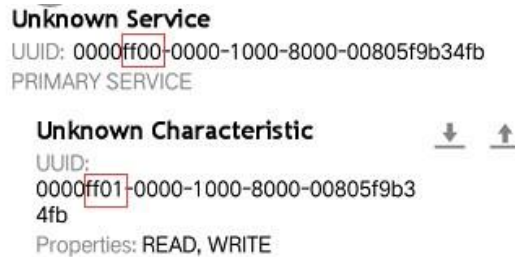 Unknown Service
UUID: 0000ff00-0000-1000-8000-00805f9b34fb
PRIMARY SERVICE
Unknown Characteristic
UUID:
0000ff01-0000-1000-8000-00805f9b3
4fb
Properties: READ, WRITE